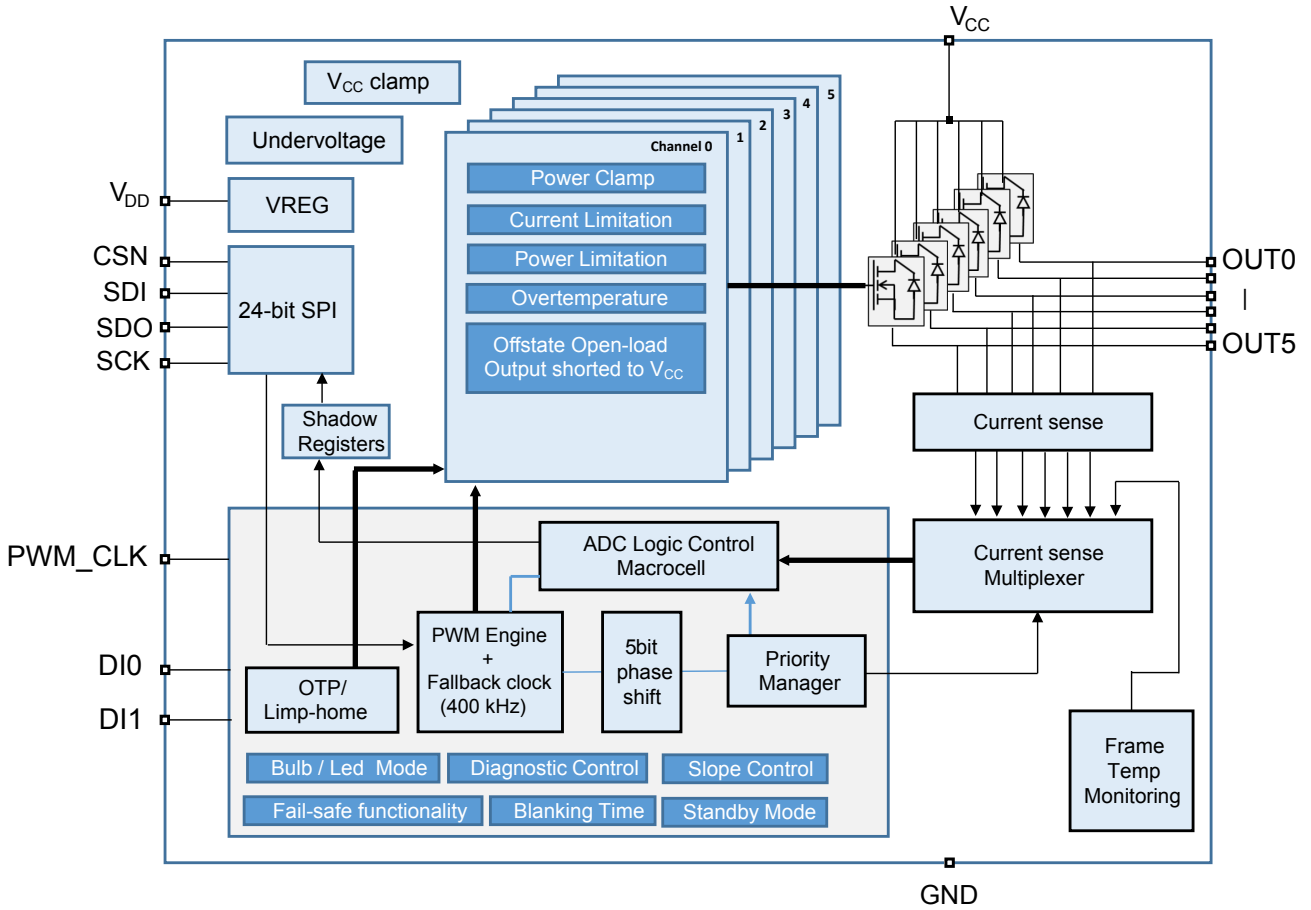 VCC
VCC clamp
5
4
3
2
1
Undervoltage
Channel 0
Power Clamp
VDD
VREG
Current Limitation
CSN
SDI
SDO
SCK
24-bit SPI
Power Limitation
Overtemperature
Offstate Open-load
Output shorted to VCC
OUT0
|
OUT5
Shadow
Registers
Current sense
PWM_CLK
ADC Logic Control
Macrocell
Current sense
Multiplexer
DI0
DI1
OTP/
Limp-home
PWM Engine
+
Fallback clock
(400 kHz)
5bit
phase
shift
Priority
Manager
Frame
Temp
Monitoring
Bulb / Led Mode
Diagnostic Control
Slope Control
Fail-safe functionality
Blanking Time
Standby Mode
GND